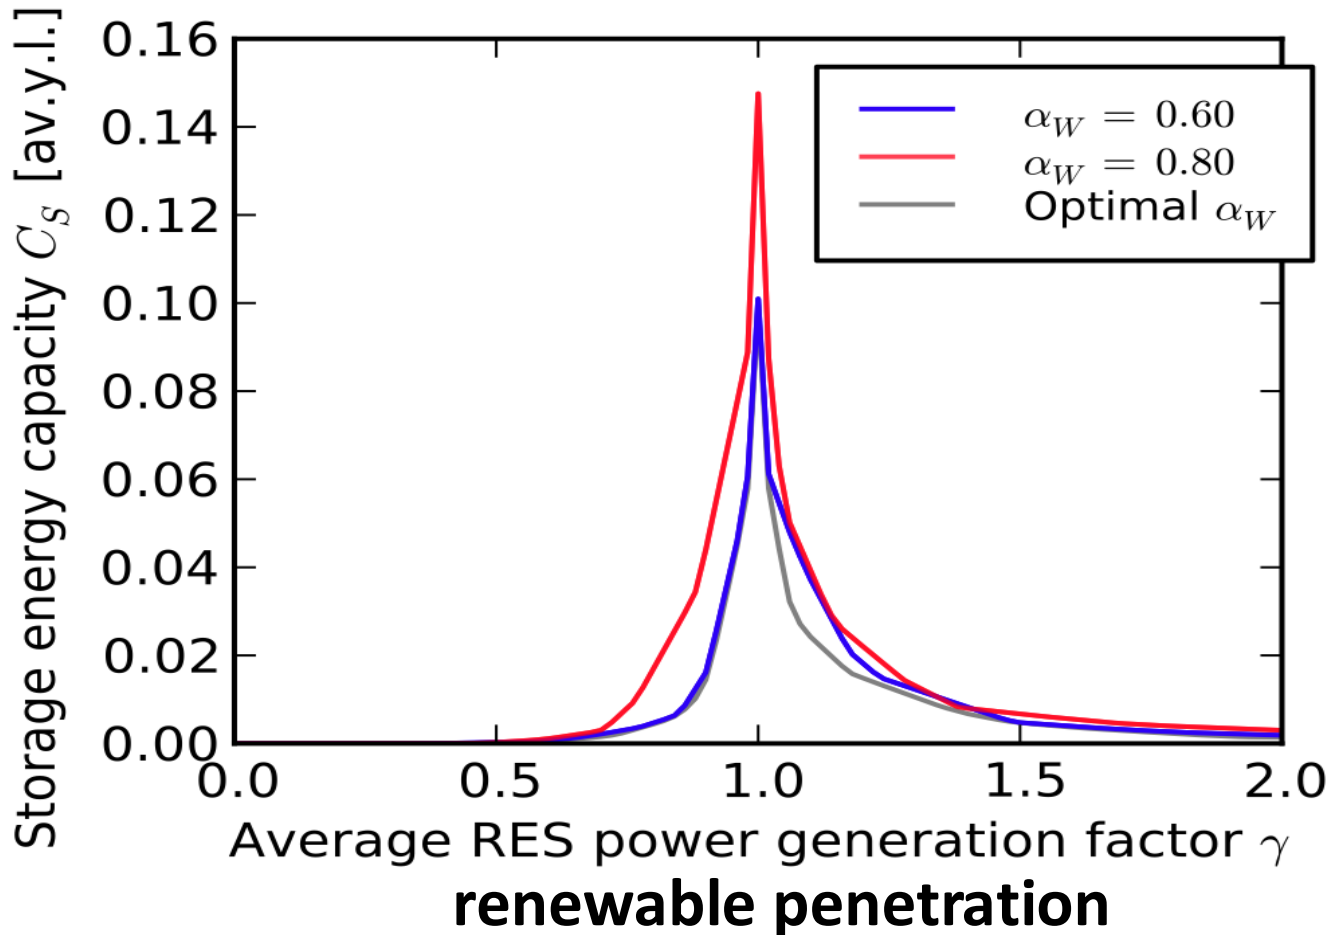 Storage energy capacity C_S [av.y.l.]
0.16
0.14
0.12
0.10
0.08
0.06
0.04
0.02
0.00
α_W = 0.60
α_W = 0.80
Optimal α_W
0.0 0.5 1.0 1.5 2.0
Average RES power generation factor γ
renewable penetration